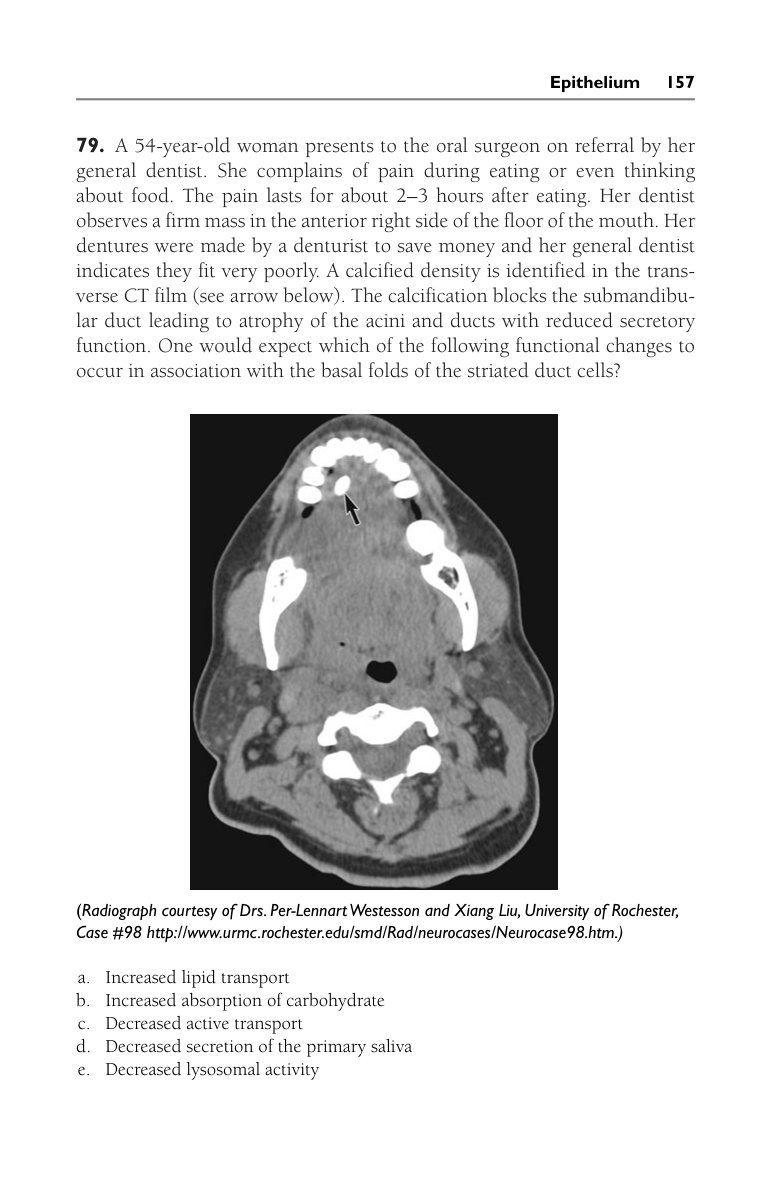 Epithelium 157
79. A 54-year-old woman presents to the oral surgeon on referral by her
general dentist. She complains of pain during eating or even thinking
about food. The pain lasts for about 2–3 hours after eating. Her dentist
observes a firm mass in the anterior right side of the floor of the mouth. Her
dentures were made by a denturist to save money and her general dentist
indicates they fit very poorly. A calcified density is identified in the trans-
verse CT film (see arrow below). The calcification blocks the submandibu-
lar duct leading to atrophy of the acini and ducts with reduced secretory
function. One would expect which of the following functional changes to
occur in association with the basal folds of the striated duct cells?
(Radiograph courtesy of Drs. Per-Lennart Westesson and Xiang Liu, University of Rochester,
Case #98 http://www.urmc.rochester.edu/smd/Rad/neurocases/Neurocase98.htm.)
a. Increased lipid transport
b. Increased absorption of carbohydrate
c. Decreased active transport
d. Decreased secretion of the primary saliva
e. Decreased lysosomal activity